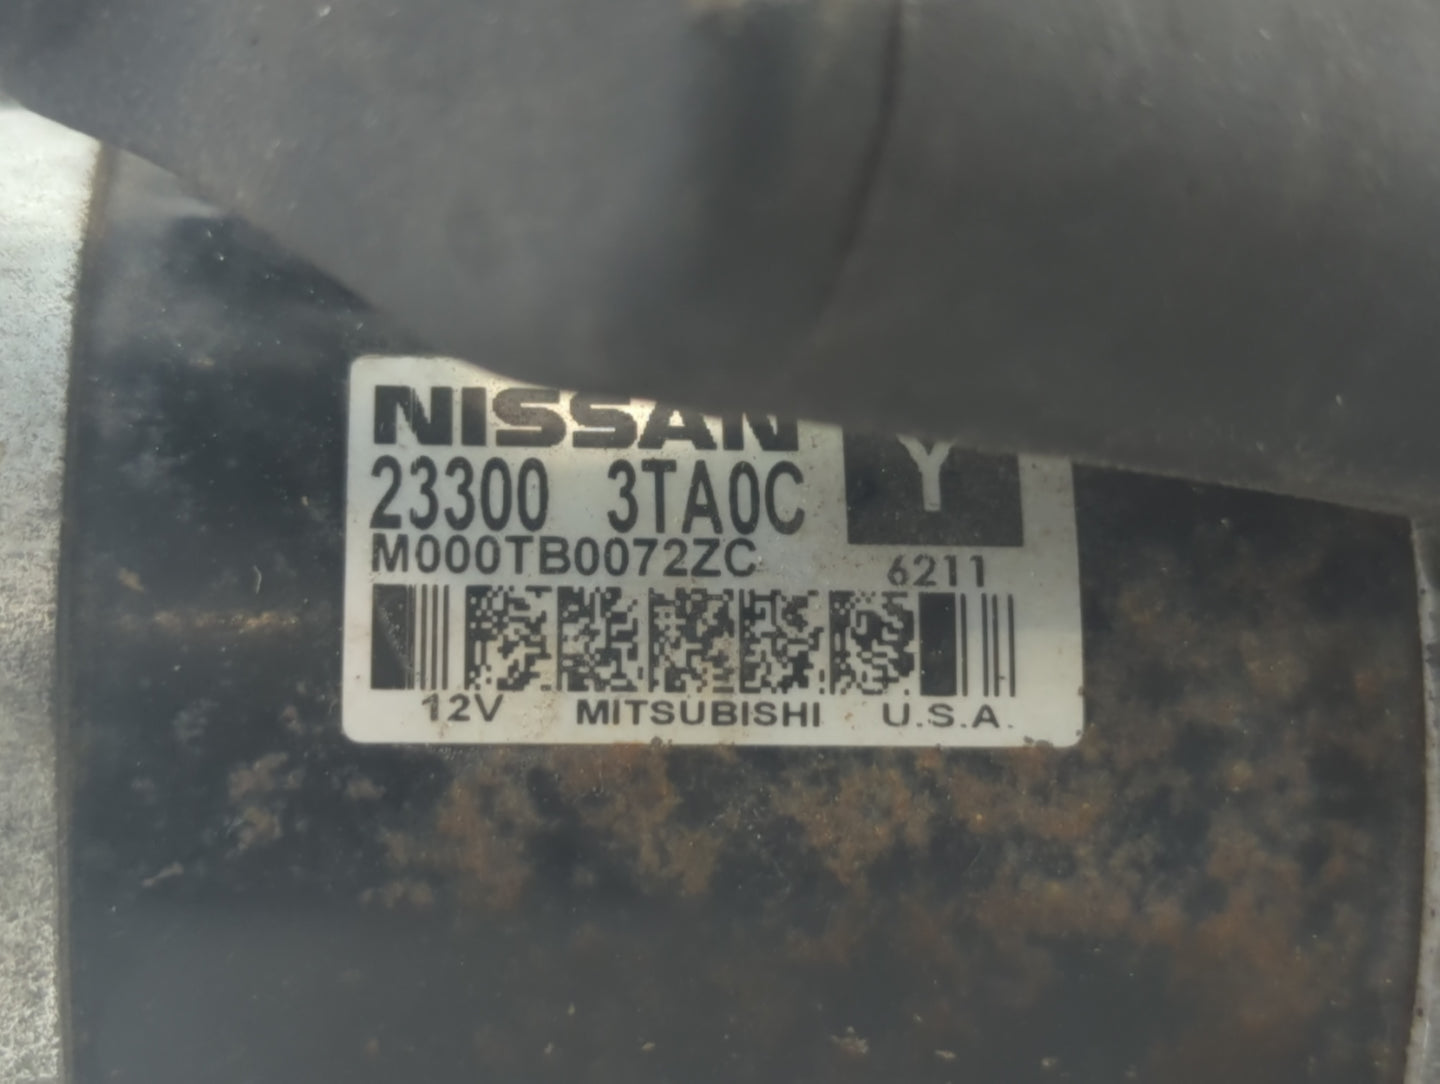 NISSAN
Y
23300 3TA0C
M000TB0072ZC
6211
12V MITSUBISHI U.S.A.